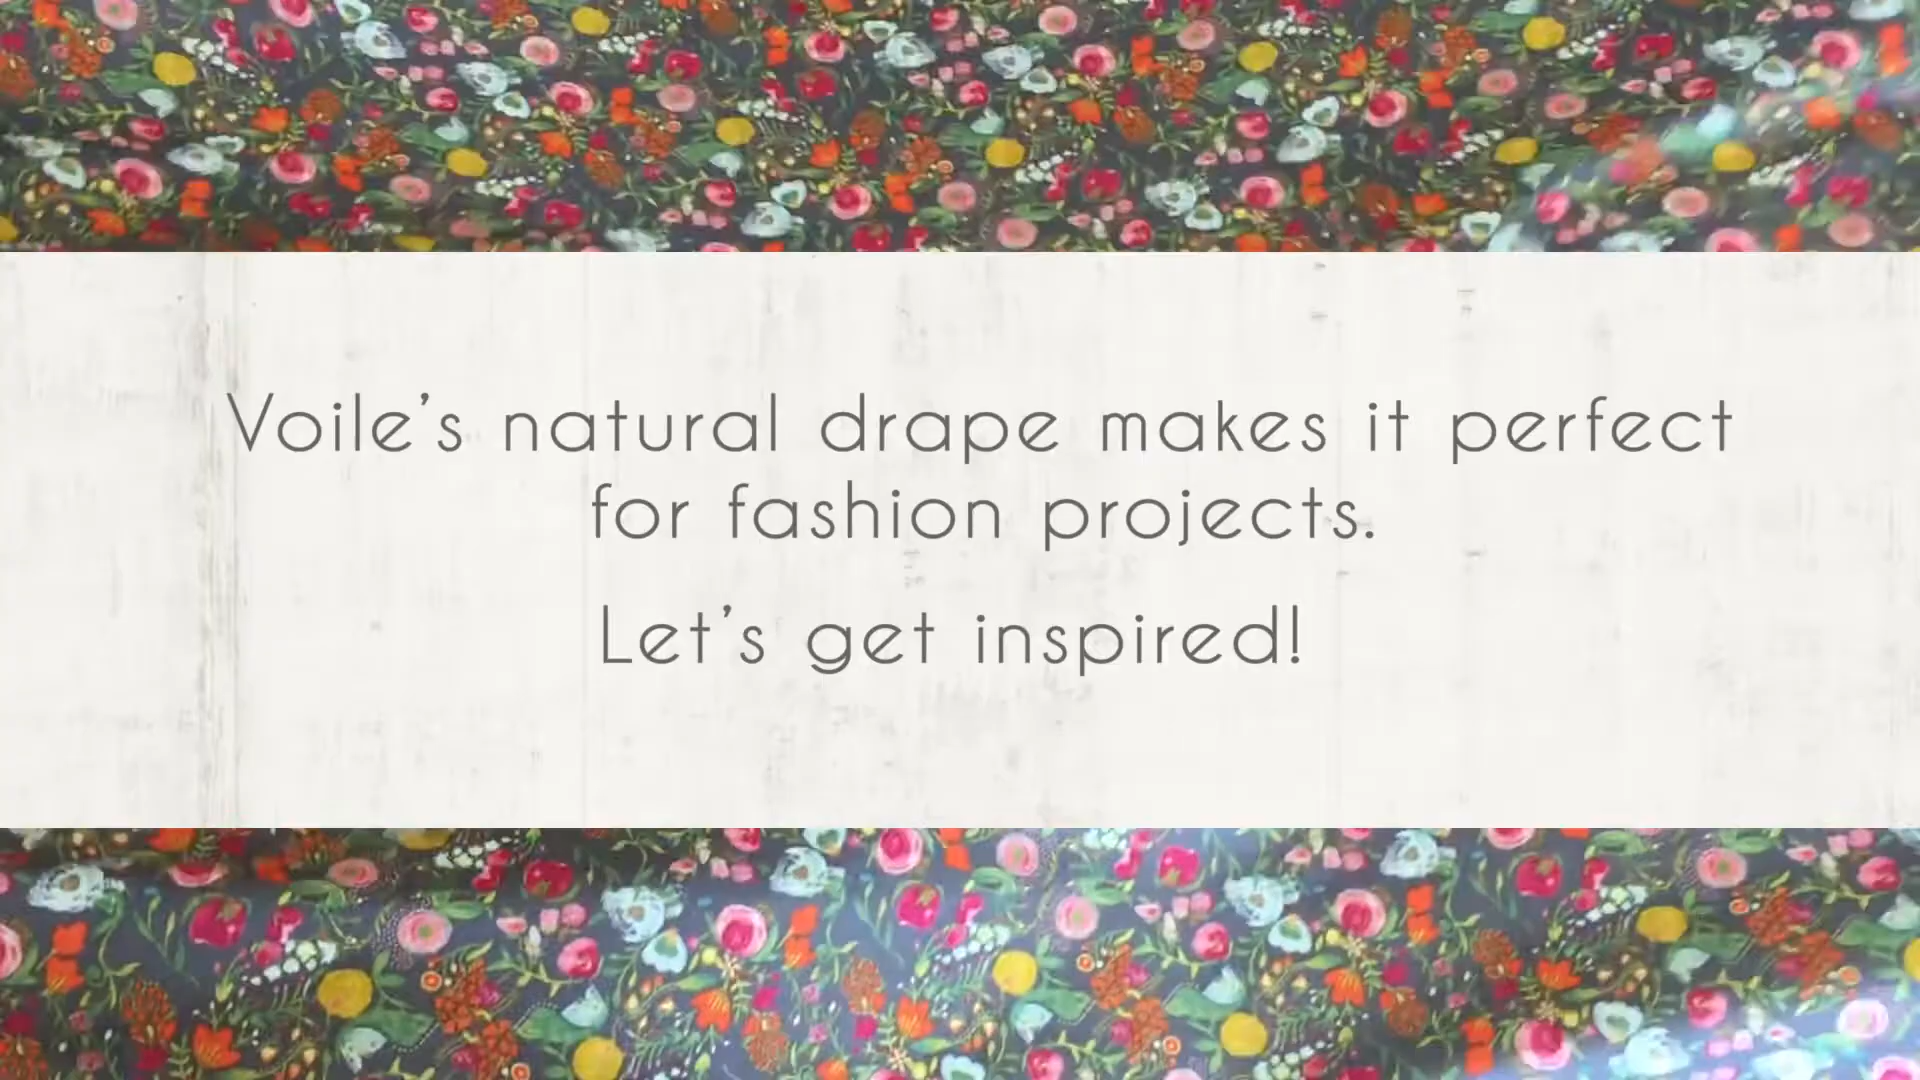 Voile’s natural drape makes it perfect
for fashion projects.
Let’s get inspired!